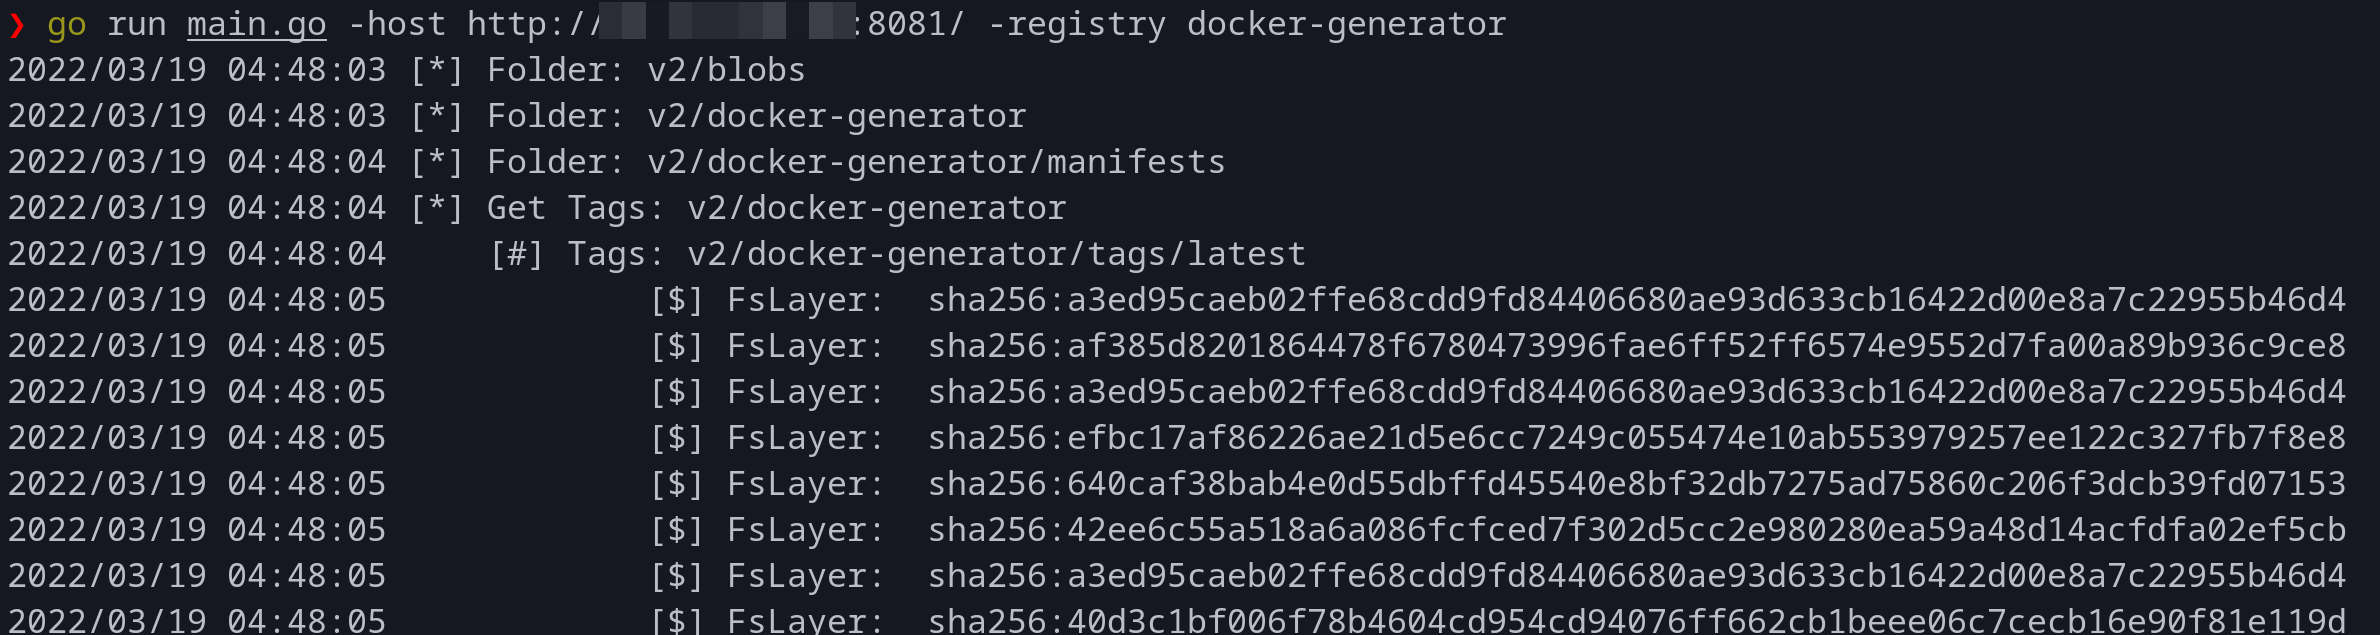 ❯ go run main.go -host http:// :8081/ -registry docker-generator
2022/03/19 04:48:03 [*] Folder: v2/blobs
2022/03/19 04:48:03 [*] Folder: v2/docker-generator
2022/03/19 04:48:04 [*] Folder: v2/docker-generator/manifests
2022/03/19 04:48:04 [*] Get Tags: v2/docker-generator
2022/03/19 04:48:04     [#] Tags: v2/docker-generator/tags/latest
2022/03/19 04:48:05             [$] FsLayer:  sha256:a3ed95caeb02ffe68cdd9fd84406680ae93d633cb16422d00e8a7c22955b46d4
2022/03/19 04:48:05             [$] FsLayer:  sha256:af385d8201864478f6780473996fae6ff52ff6574e9552d7fa00a89b936c9ce8
2022/03/19 04:48:05             [$] FsLayer:  sha256:a3ed95caeb02ffe68cdd9fd84406680ae93d633cb16422d00e8a7c22955b46d4
2022/03/19 04:48:05             [$] FsLayer:  sha256:efbc17af86226ae21d5e6cc7249c055474e10ab553979257ee122c327fb7f8e8
2022/03/19 04:48:05             [$] FsLayer:  sha256:640caf38bab4e0d55dbffd45540e8bf32db7275ad75860c206f3dcb39fd07153
2022/03/19 04:48:05             [$] FsLayer:  sha256:42ee6c55a518a6a086fcfced7f302d5cc2e980280ea59a48d14acfdfa02ef5cb
2022/03/19 04:48:05             [$] FsLayer:  sha256:a3ed95caeb02ffe68cdd9fd84406680ae93d633cb16422d00e8a7c22955b46d4
2022/03/19 04:48:05             [$] FsLayer:  sha256:40d3c1bf006f78b4604cd954cd94076ff662cb1beee06c7cecb16e90f81e119d